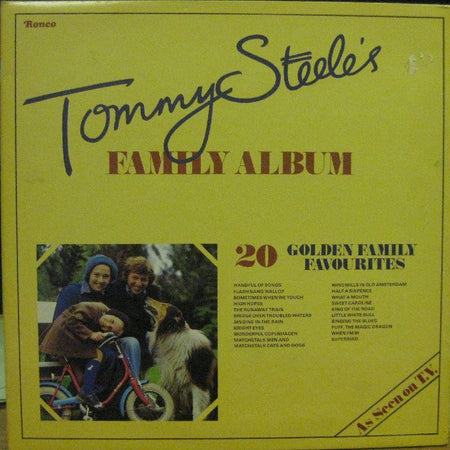 Ronco
Tommy Steele's
FAMILY ALBUM
20 GOLDEN FAMILY
FAVOURITES
HANDFUL OF SONGS
FLASH BANG WALLOP
SOMETIMES WHEN WE TOUCH
HIGH HOPES
THE RUNAWAY TRAIN
BRIDGE OVER TROUBLED WATERS
SINGING IN THE RAIN
BRIGHT EYES
WONDERFUL COPENHAGEN
MATCHSTALK MEN AND
MATCHSTALK CATS AND DOGS
WINDMILLS IN OLD AMSTERDAM
HALF A SIXPENCE
WHAT A MOUTH
SWEET CAROLINE
KING OF THE ROAD
LITTLE WHITE BULL
SINGING THE BLUES
PUFF, THE MAGIC DRAGON
WHEN I'M 64
SUPERBIRD
As Seen on T.V.